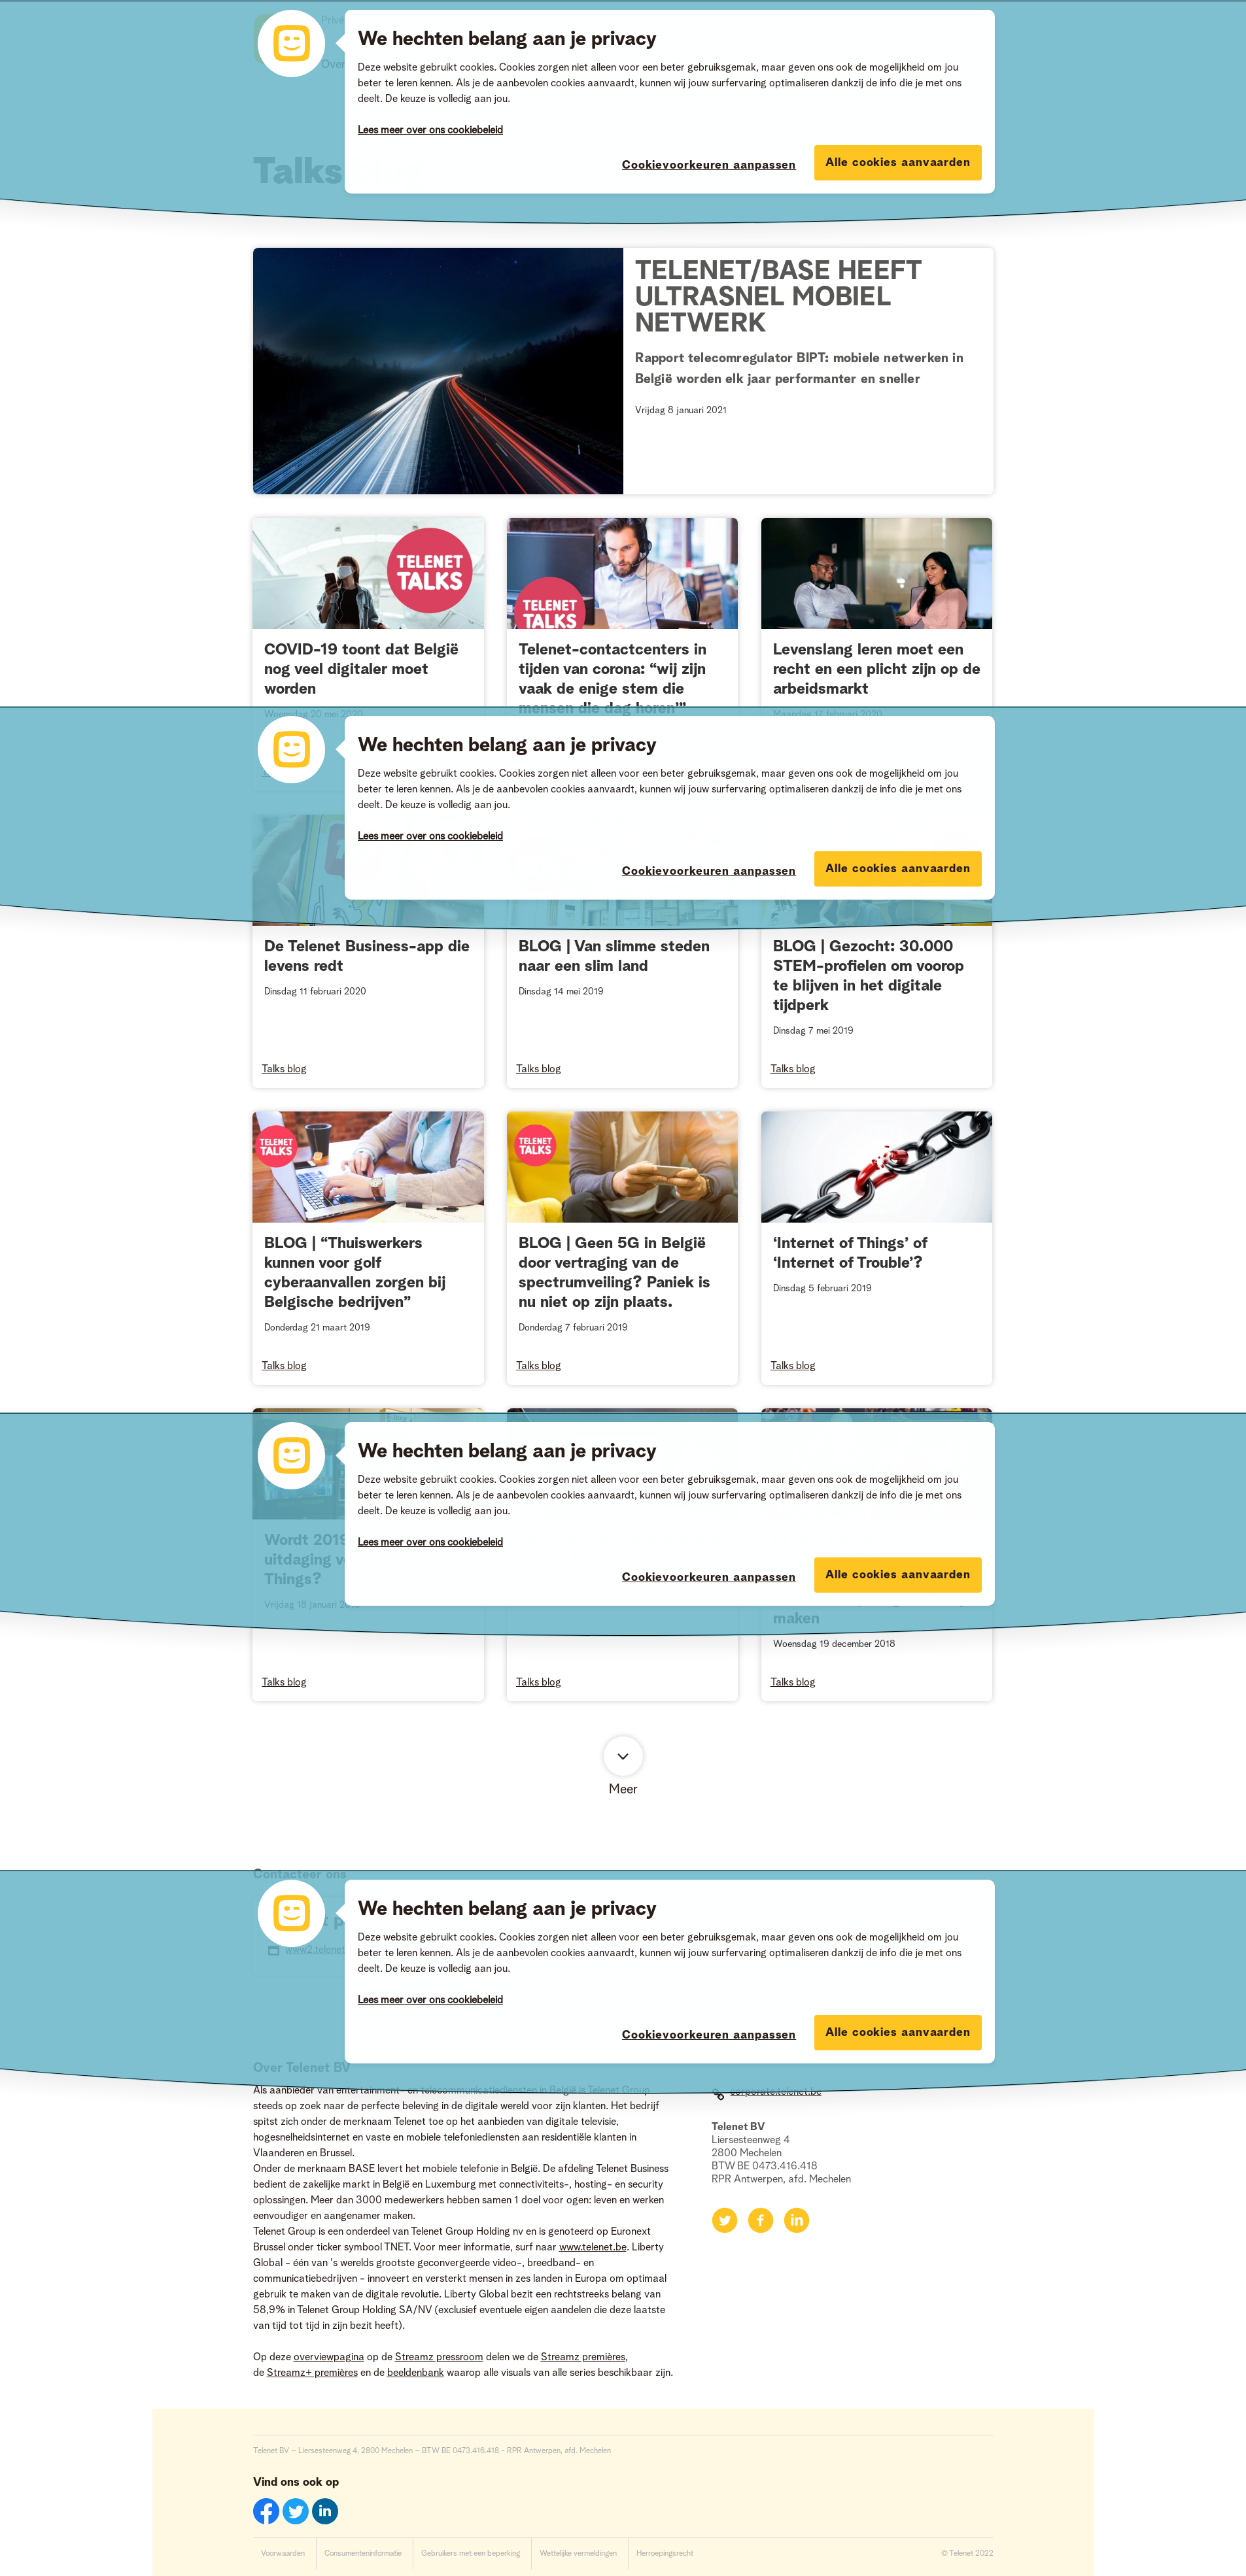 Privé
Over
We hechten belang aan je privacy
Deze website gebruikt cookies. Cookies zorgen niet alleen voor een beter gebruiksgemak, maar geven ons ook de mogelijkheid om jou
beter te leren kennen. Als je de aanbevolen cookies aanvaardt, kunnen wij jouw surfervaring optimaliseren dankzij de info die je met ons
deelt. De keuze is volledig aan jou.
Lees meer over ons cookiebeleid
Cookievoorkeuren aanpassen
Alle cookies aanvaarden
Talks
TELENET/BASE HEEFT
ULTRASNEL MOBIEL
NETWERK
Rapport telecomregulator BIPT: mobiele netwerken in
België worden elk jaar performanter en sneller
Vrijdag 8 januari 2021
TELENET
TALKS
COVID-19 toont dat België
nog veel digitaler moet
worden
Woensdag 20 mei 2020
TELENET
TALKS
Telenet-contactcenters in
tijden van corona: “wij zijn
vaak de enige stem die
mensen die dag horen’”
Levenslang leren moet een
recht en een plicht zijn op de
arbeidsmarkt
Maandag 17 februari 2020
We hechten belang aan je privacy
Deze website gebruikt cookies. Cookies zorgen niet alleen voor een beter gebruiksgemak, maar geven ons ook de mogelijkheid om jou
beter te leren kennen. Als je de aanbevolen cookies aanvaardt, kunnen wij jouw surfervaring optimaliseren dankzij de info die je met ons
deelt. De keuze is volledig aan jou.
Lees meer over ons cookiebeleid
Cookievoorkeuren aanpassen
Alle cookies aanvaarden
De Telenet Business-app die
levens redt
Dinsdag 11 februari 2020
Talks blog
BLOG | Van slimme steden
naar een slim land
Dinsdag 14 mei 2019
Talks blog
BLOG | Gezocht: 30.000
STEM-profielen om voorop
te blijven in het digitale
tijdperk
Dinsdag 7 mei 2019
Talks blog
TELENET
TALKS
BLOG | “Thuiswerkers
kunnen voor golf
cyberaanvallen zorgen bij
Belgische bedrijven”
Donderdag 21 maart 2019
Talks blog
TELENET
TALKS
BLOG | Geen 5G in België
door vertraging van de
spectrumveiling? Paniek is
nu niet op zijn plaats.
Donderdag 7 februari 2019
Talks blog
‘Internet of Things’ of
‘Internet of Trouble’?
Dinsdag 5 februari 2019
Talks blog
We hechten belang aan je privacy
Deze website gebruikt cookies. Cookies zorgen niet alleen voor een beter gebruiksgemak, maar geven ons ook de mogelijkheid om jou
beter te leren kennen. Als je de aanbevolen cookies aanvaardt, kunnen wij jouw surfervaring optimaliseren dankzij de info die je met ons
deelt. De keuze is volledig aan jou.
Lees meer over ons cookiebeleid
Cookievoorkeuren aanpassen
Alle cookies aanvaarden
Wordt 2019
uitdaging
Things?
Vrijdag 18 januari
Talks blog
Talks blog
maken
Woensdag 19 december 2018
Talks blog
Meer
Contacteer ons
www2.telenet
We hechten belang aan je privacy
Deze website gebruikt cookies. Cookies zorgen niet alleen voor een beter gebruiksgemak, maar geven ons ook de mogelijkheid om jou
beter te leren kennen. Als je de aanbevolen cookies aanvaardt, kunnen wij jouw surfervaring optimaliseren dankzij de info die je met ons
deelt. De keuze is volledig aan jou.
Lees meer over ons cookiebeleid
Cookievoorkeuren aanpassen
Alle cookies aanvaarden
Over Telenet BV
Als aanbieder van entertainment- en telecommunicatiediensten in België is Telenet Group
steeds op zoek naar de perfecte beleving in de digitale wereld voor zijn klanten. Het bedrijf
spitst zich onder de merknaam Telenet toe op het aanbieden van digitale televisie,
hogesnelheidsinternet en vaste en mobiele telefoniediensten aan residentiële klanten in
Vlaanderen en Brussel.
Onder de merknaam BASE levert het mobiele telefonie in België. De afdeling Telenet Business
bedient de zakelijke markt in België en Luxemburg met connectiviteits-, hosting- en security
oplossingen. Meer dan 3000 medewerkers hebben samen 1 doel voor ogen: leven en werken
eenvoudiger en aangenamer maken.
Telenet Group is een onderdeel van Telenet Group Holding nv en is genoteerd op Euronext
Brussel onder ticker symbool TNET. Voor meer informatie, surf naar www.telenet.be. Liberty
Global - één van 's werelds grootste geconvergeerde video-, breedband- en
communicatiebedrijven - innoveert en versterkt mensen in zes landen in Europa om optimaal
gebruik te maken van de digitale revolutie. Liberty Global bezit een rechtstreeks belang van
58,9% in Telenet Group Holding SA/NV (exclusief eventuele eigen aandelen die deze laatste
van tijd tot tijd in zijn bezit heeft).
Op deze overviewpagina op de Streamz pressroom delen we de Streamz premières,
de Streamz+ premières en de beeldenbank waarop alle visuals van alle series beschikbaar zijn.
corporate.telenet.be
Telenet BV
Liersesteenweg 4
2800 Mechelen
BTW BE 0473.416.418
RPR Antwerpen, afd. Mechelen
Telenet BV – Liersesteenweg 4, 2800 Mechelen – BTW BE 0473.416.418 - RPR Antwerpen, afd. Mechelen
Vind ons ook op
Voorwaarden
Consumenteninformatie
Gebruikers met een beperking
Wettelijke vermeldingen
Herroepingsrecht
© Telenet 2022